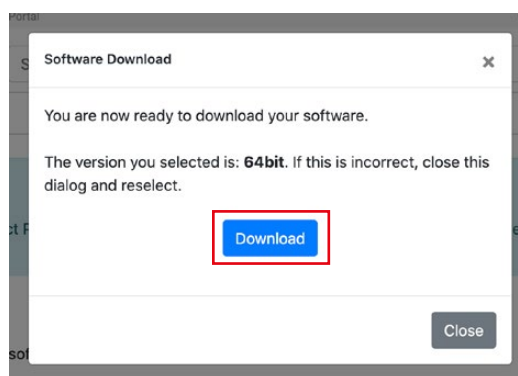 Portal
Software Download
×
You are now ready to download your software.
The version you selected is: 64bit. If this is incorrect, close this
dialog and reselect.
Download
Close